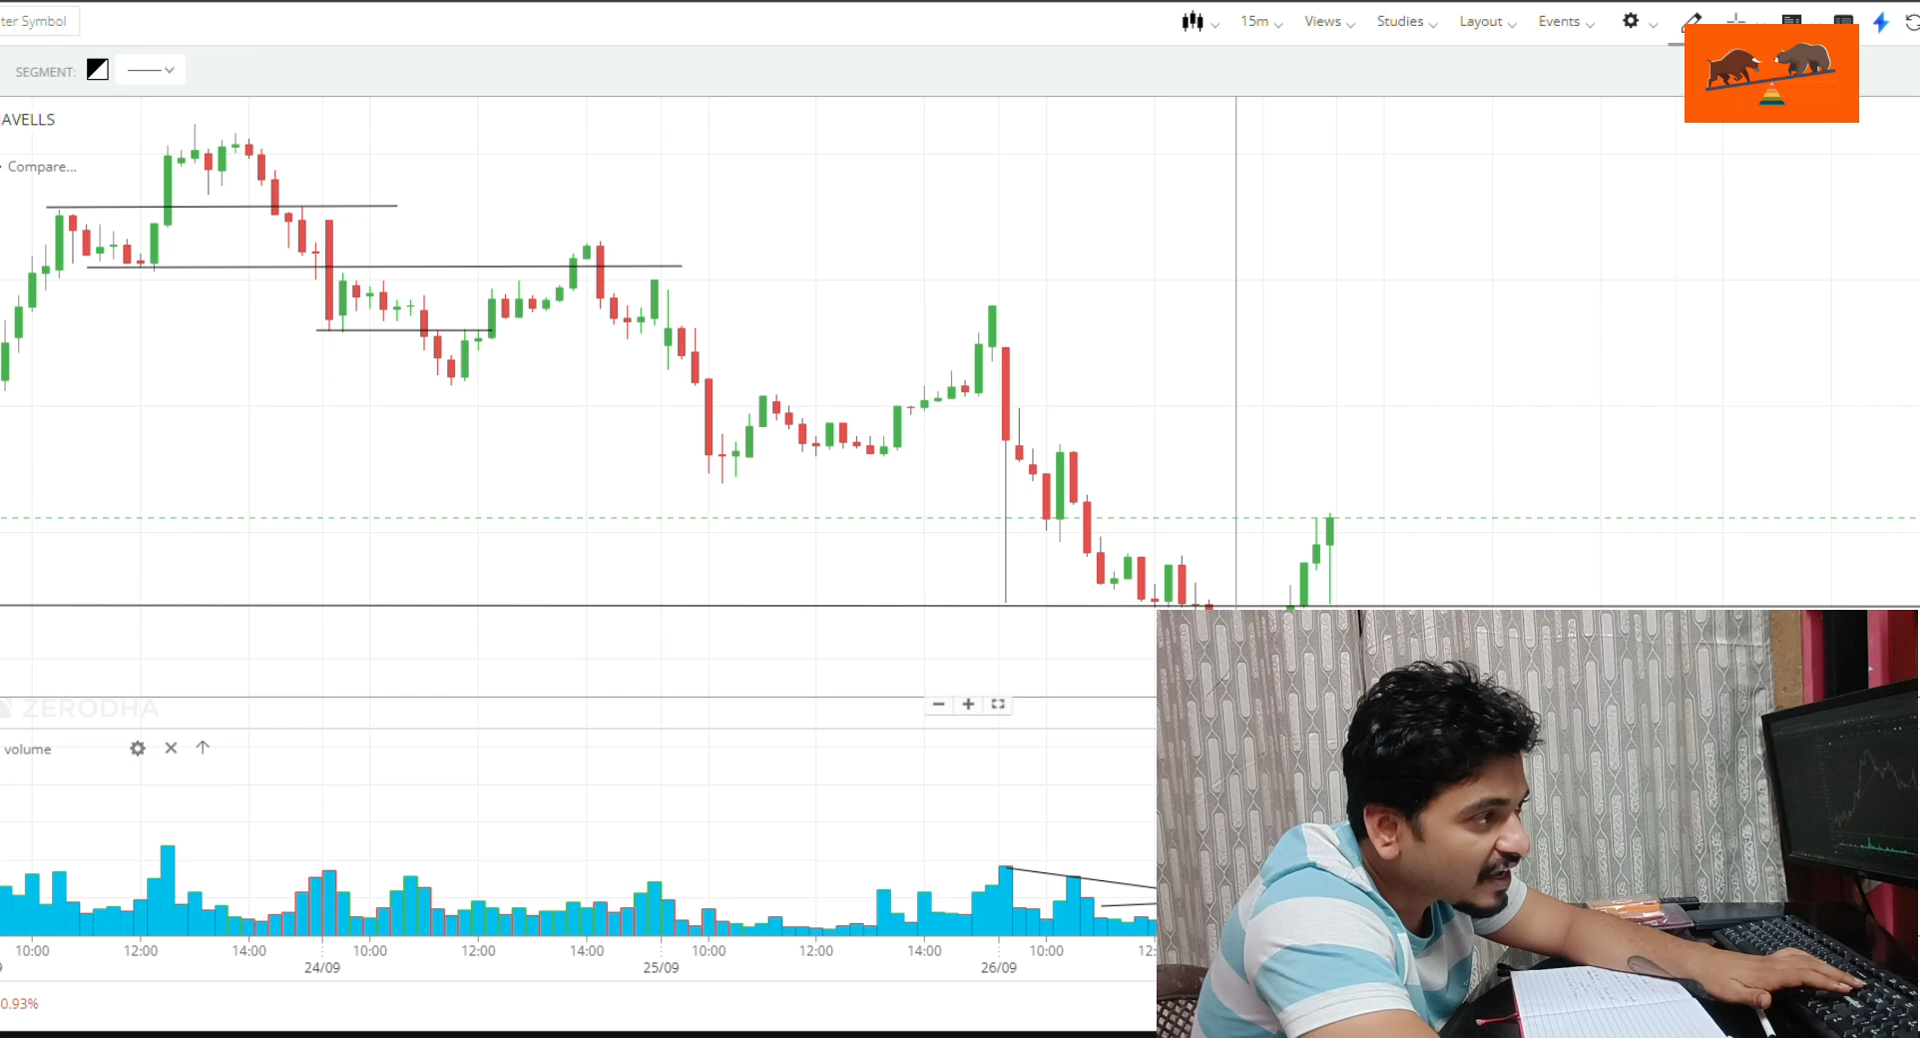 ter Symbol
15m
Views
Studies
Layout
Events
SEGMENT:
AVELLS
Compare...
ZERODHA
volume
10:00 12:00 14:00 10:00 12:00 14:00 10:00 12:00 14:00 10:00 12:
24/09 25/09 26/09
0.93%